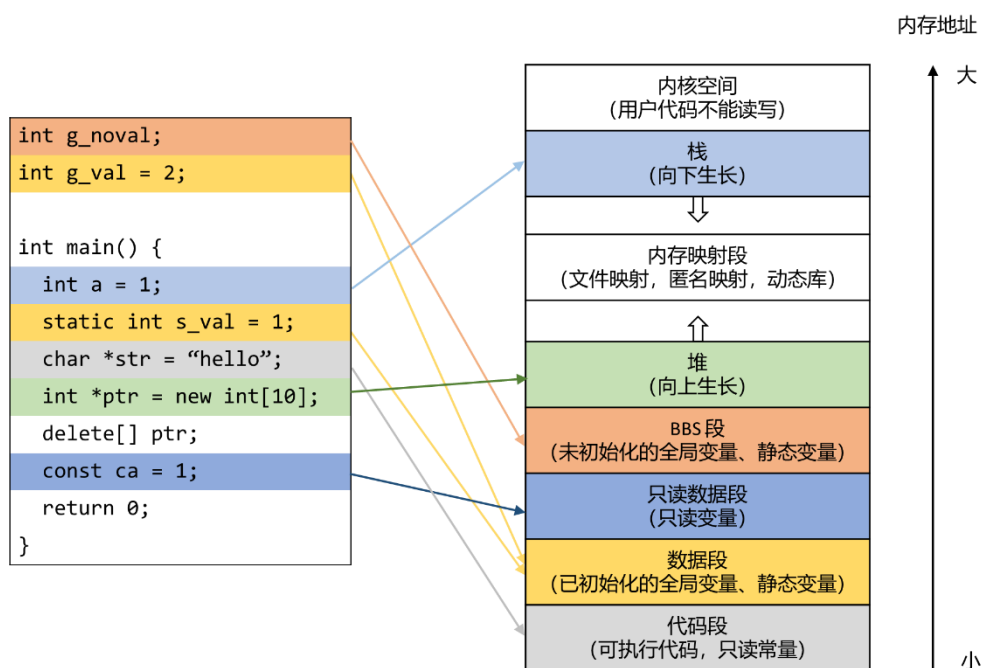 内存地址
大
int g_noval;
int g_val = 2;
int main() {
int a = 1;
static int s_val = 1;
char *str = “hello”;
int *ptr = new int[10];
delete[] ptr;
const ca = 1;
return 0;
}
内核空间
(用户代码不能读写)
栈
(向下生长)
内存映射段
(文件映射，匿名映射，动态库)
堆
(向上生长)
BBS段
(未初始化的全局变量、静态变量)
只读数据段
(只读变量)
数据段
(已初始化的全局变量、静态变量)
代码段
(可执行代码，只读常量)
小